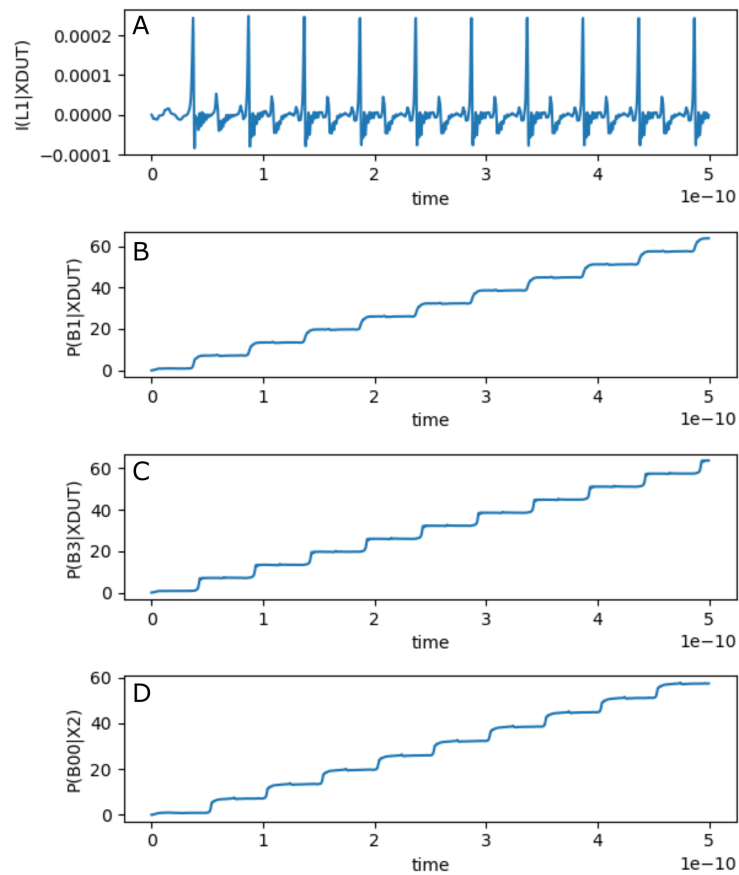 A
I(L1|XDUT)
0.0002
0.0001
0.0000
−0.0001
0 1 2 3 4 5
time
1e−10
B
P(B1|XDUT)
60
40
20
0
0 1 2 3 4 5
time
1e−10
C
P(B3|XDUT)
60
40
20
0
0 1 2 3 4 5
time
1e−10
D
P(B00|X2)
60
40
20
0
0 1 2 3 4 5
time
1e−10